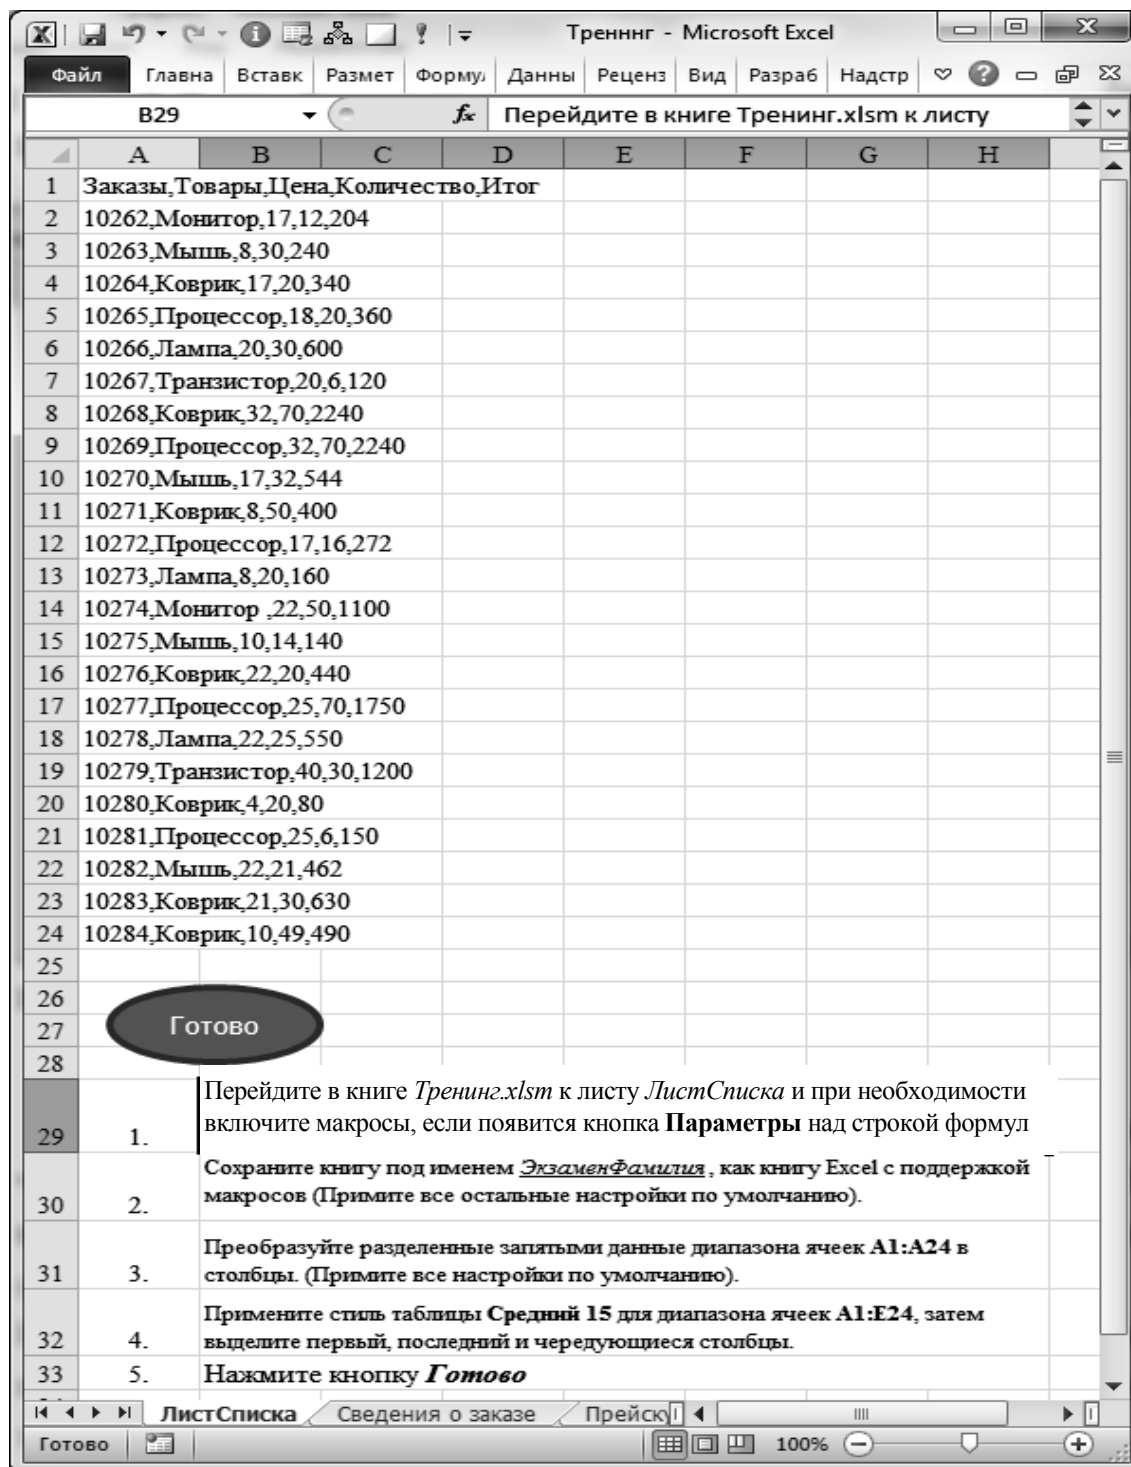 Тренннг - Microsoft Excel
Файл Главна Вставк Размет Форму Данны Реценз Вид Разраб Надстр
B29 fx Перейдите в книге Тренинг.xlsm к листу
A B C D E F G H
1 Заказы,Товары,Цена,Количество,Итог
2 10262,Монитор,17,12,204
3 10263,Мышь,8,30,240
4 10264,Коврик,17,20,340
5 10265,Процессор,18,20,360
6 10266,Лампа,20,30,600
7 10267,Транзистор,20,6,120
8 10268,Коврик,32,70,2240
9 10269,Процессор,32,70,2240
10 10270,Мышь,17,32,544
11 10271,Коврик,8,50,400
12 10272,Процессор,17,16,272
13 10273,Лампа,8,20,160
14 10274,Монитор ,22,50,1100
15 10275,Мышь,10,14,140
16 10276,Коврик,22,20,440
17 10277,Процессор,25,70,1750
18 10278,Лампа,22,25,550
19 10279,Транзистор,40,30,1200
20 10280,Коврик,4,20,80
21 10281,Процессор,25,6,150
22 10282,Мышь,22,21,462
23 10283,Коврик,21,30,630
24 10284,Коврик,10,49,490
25
26
Готово
27
28
Перейдите в книге Тренинг.xlsm к листу ЛистСписка и при необходимости
29 1. включите макросы, если появится кнопка Параметры над строкой формул
Сохраните книгу под именем ЭкзаменФамилия, как книгу Excel с поддержкой
30 2. макросов (Примите все остальные настройки по умолчанию).
Преобразуйте разделенные запятыми данные диапазона ячеек A1:A24 в
31 3. столбцы. (Примите все настройки по умолчанию).
Примените стиль таблицы Средний 15 для диапазона ячеек A1:E24, затем
32 4. выделите первый, последний и чередующиеся столбцы.
33 5. Нажмите кнопку Готово
ЛистСписка Сведения о заказе Прейску
Готово 100%